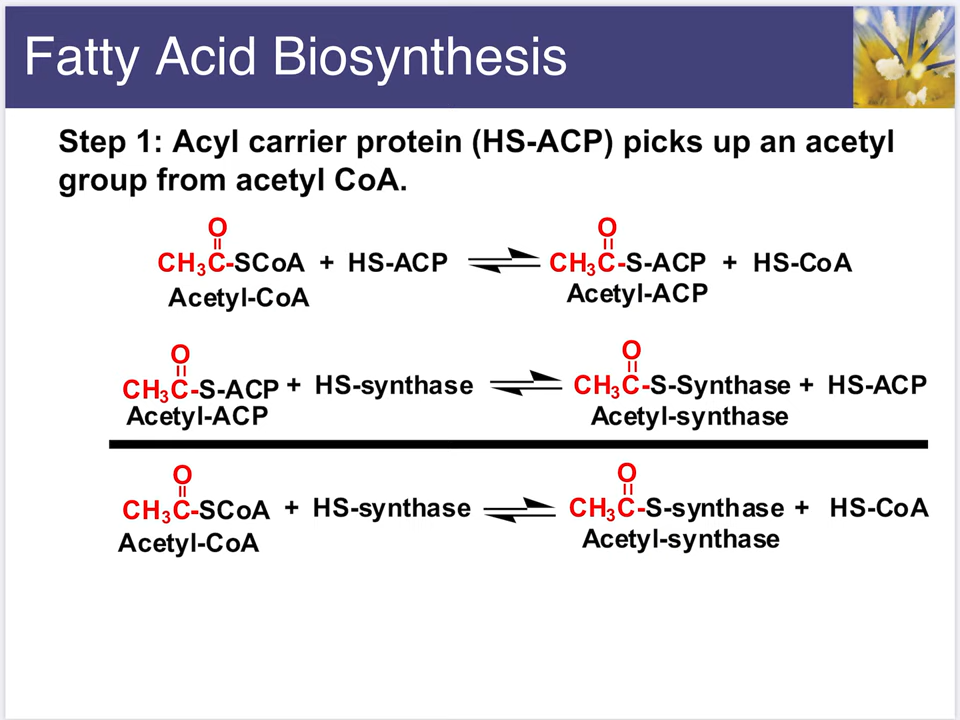 Fatty Acid Biosynthesis
Step 1: Acyl carrier protein (HS-ACP) picks up an acetyl
group from acetyl CoA.
O O
CH₃C-SCoA + HS-ACP ⇌ CH₃C-S-ACP + HS-CoA
Acetyl-CoA Acetyl-ACP
O O
CH₃C-S-ACP + HS-synthase ⇌ CH₃C-S-Synthase + HS-ACP
Acetyl-ACP Acetyl-synthase
O O
CH₃C-SCoA + HS-synthase ⇌ CH₃C-S-synthase + HS-CoA
Acetyl-CoA Acetyl-synthase